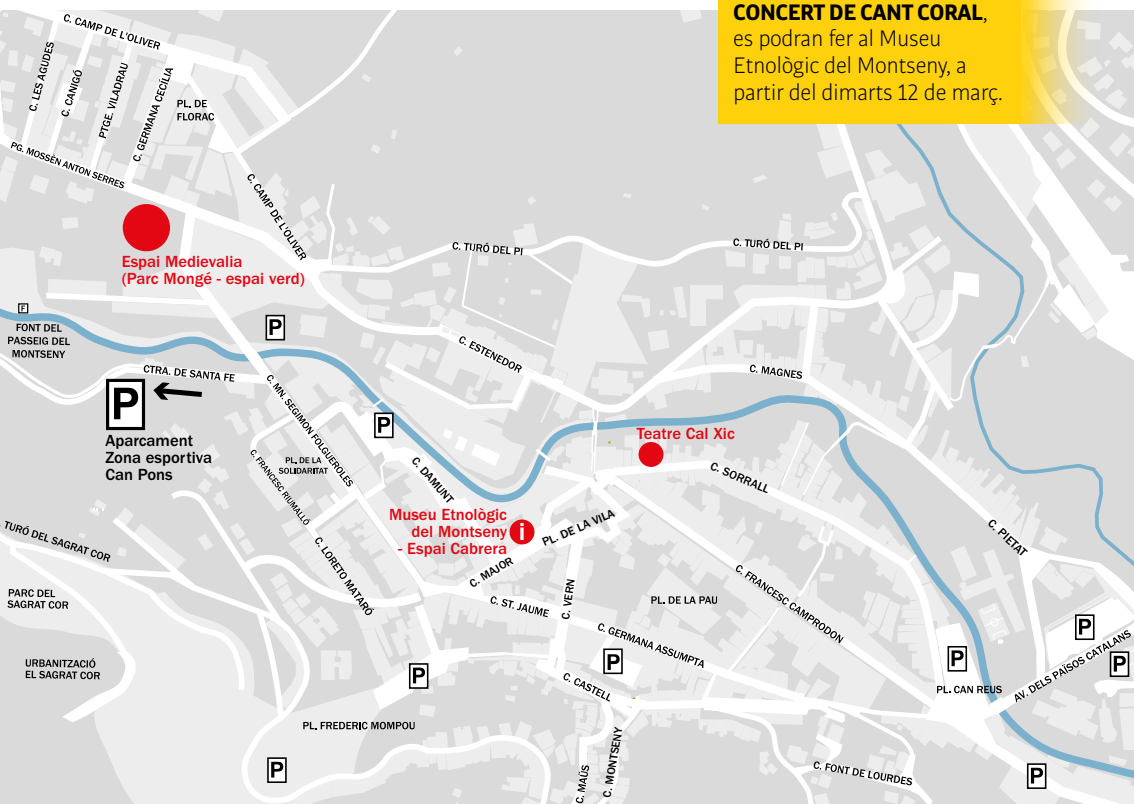 CONCERT DE CANT CORAL,
es podran fer al Museu
Etnològic del Montseny, a
partir del dimarts 12 de març.
C. CAMP DE L'OLIVER
C. LES AGUDES
C. CANIGÓ
PTGE. VILADRAU
C. GERMANA CECÍLIA
PL. DE
FLORAC
PG. MOSSÈN ANTON SERRES
C. CAMP DE L'OLIVER
C. TURÓ DEL PI
C. TURÓ DEL PI
Espai Medievalia
(Parc Mongé - espai verd)
F
FONT DEL
PASSEIG DEL
MONTSENY
P
C. ESTENEDOR
C. MAGNES
CTRA. DE SANTA FE
P
Aparcament
Zona esportiva
Can Pons
C. MN. SEGIMON FOLGUEROLES
P
Teatre Cal Xic
C. SORRALL
C. FRANCESC RIUMALLÓ
PL. DE LA
SOLIDARITAT
C. DAMUNT
Museu Etnològic
del Montseny
- Espai Cabrera
i
PL. DE LA VILA
C. MAJOR
C. PIETAT
TURÓ DEL SAGRAT COR
C. LORETO MATARÓ
C. VERN
C. FRANCESC CAMPRODON
PARC DEL
SAGRAT COR
C. ST. JAUME
PL. DE LA PAU
C. GERMANA ASSUMPTA
P
P
P
P
P
AV. DELS PAÏSOS CATALANS
URBANITZACIÓ
EL SAGRAT COR
C. CASTELL
PL. CAN REUS
PL. FREDERIC MOMPOU
C. MAÜS
C. MONTSENY
C. FONT DE LOURDES
P
P